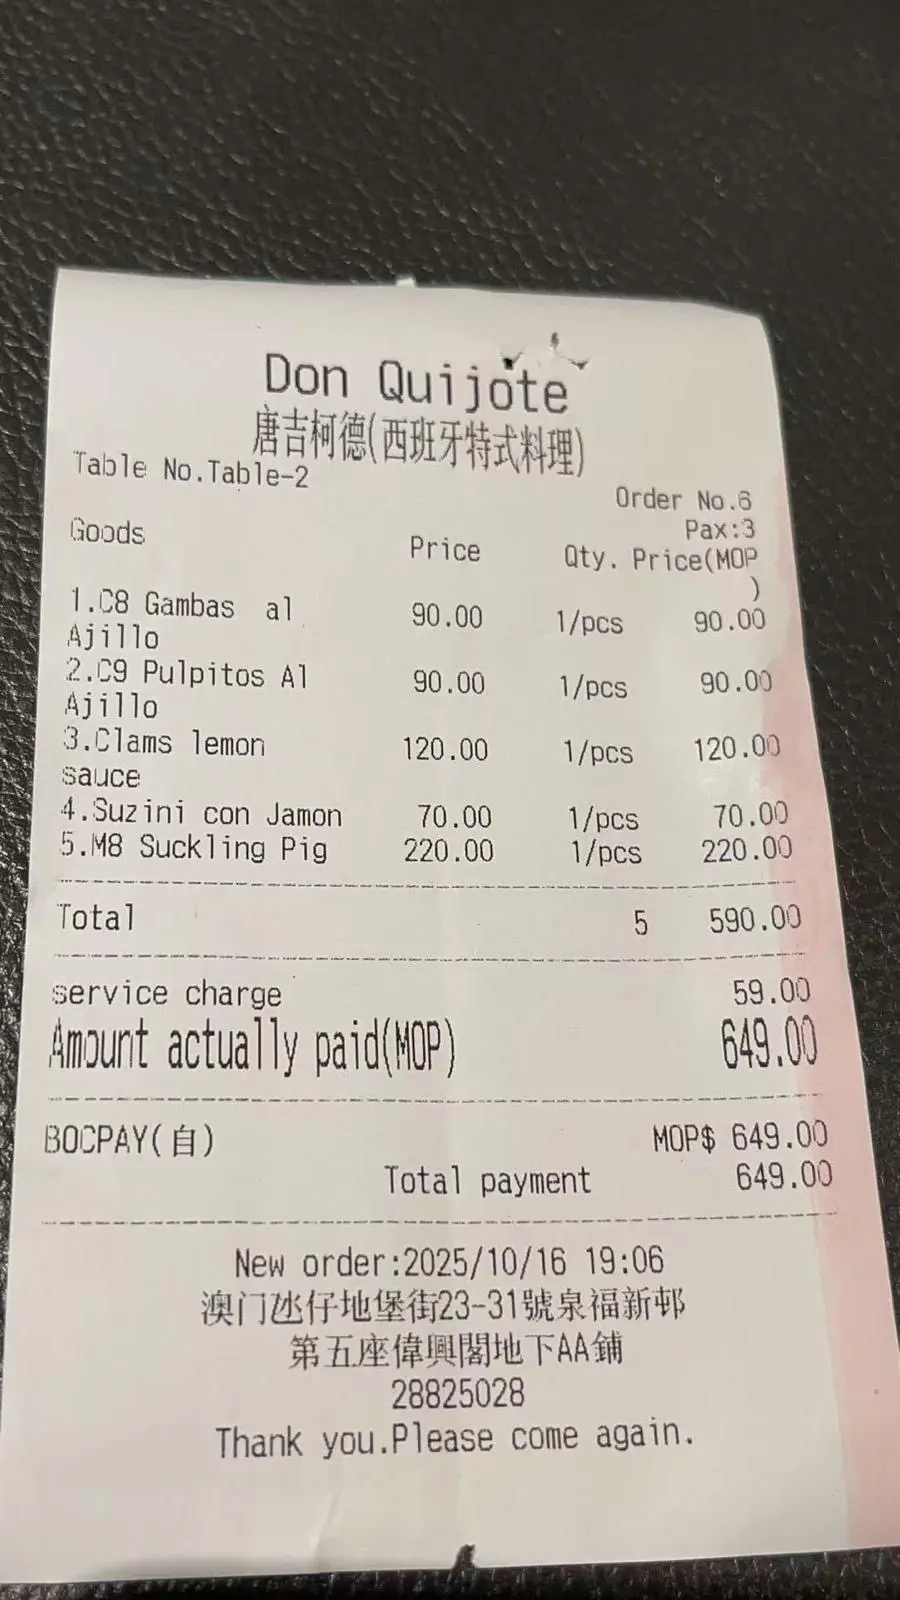 Don Quijote
唐吉柯德(西班牙特式料理)
Table No.Table-2
Order No.6
Pax:3
Goods Price Qty. Price(MOP
)
1.C8 Gambas al 90.00 1/pcs 90.00
Ajillo
2.C9 Pulpitos Al 90.00 1/pcs 90.00
Ajillo
3.Clams lemon 120.00 1/pcs 120.00
sauce
4.Suzini con Jamon 70.00 1/pcs 70.00
5.M8 Suckling Pig 220.00 1/pcs 220.00
Total 5 590.00
service charge 59.00
Amount actually paid(MOP) 649.00
BOCPAY(自) MOP$ 649.00
Total payment 649.00
New order:2025/10/16 19:06
澳门氹仔地堡街23-31號泉福新邨
第五座偉興閣地下AA鋪
28825028
Thank you.Please come again.